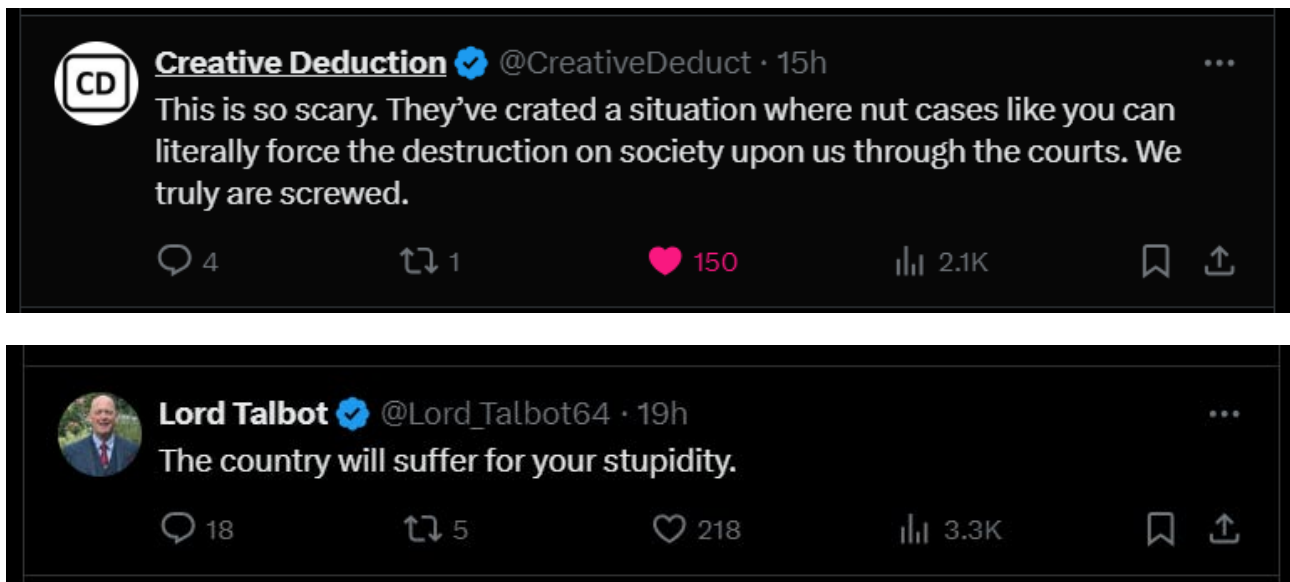 CD
Creative Deduction @CreativeDeduct · 15h
This is so scary. They’ve crated a situation where nut cases like you can
literally force the destruction on society upon us through the courts. We
truly are screwed.
4 1 150 2.1K
Lord Talbot @Lord_Talbot64 · 19h
The country will suffer for your stupidity.
18 5 218 3.3K